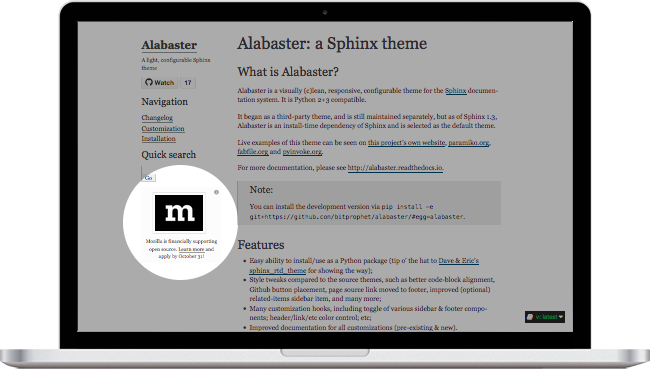 Alabaster
A light, configurable Sphinx
theme
Watch 17
Navigation
Changelog
Customization
Installation
Quick search
Go
m
Mozilla is financially supporting
open source. Learn more and
apply by October 31!
Alabaster: a Sphinx theme
What is Alabaster?
Alabaster is a visually (c)lean, responsive, configurable theme for the Sphinx documen-
tation system. It is Python 2+3 compatible.
It began as a third-party theme, and is still maintained separately, but as of Sphinx 1.3,
Alabaster is an install-time dependency of Sphinx and is selected as the default theme.
Live examples of this theme can be seen on this project's own website, paramiko.org,
fabfile.org and pyinvoke.org.
For more documentation, please see http://alabaster.readthedocs.io.
Note:
You can install the development version via pip install -e
git+https://github.com/bitprophet/alabaster/#egg=alabaster.
Features
• Easy ability to install/use as a Python package (tip o' the hat to Dave & Eric's
sphinx_rtd_theme for showing the way);
• Style tweaks compared to the source themes, such as better code-block alignment,
Github button placement, page source link moved to footer, improved (optional)
related-items sidebar item, and many more;
• Many customization hooks, including toggle of various sidebar & footer compo-
nents; header/link/etc color control; etc;
• Improved documentation for all customizations (pre-existing & new).
v: latest